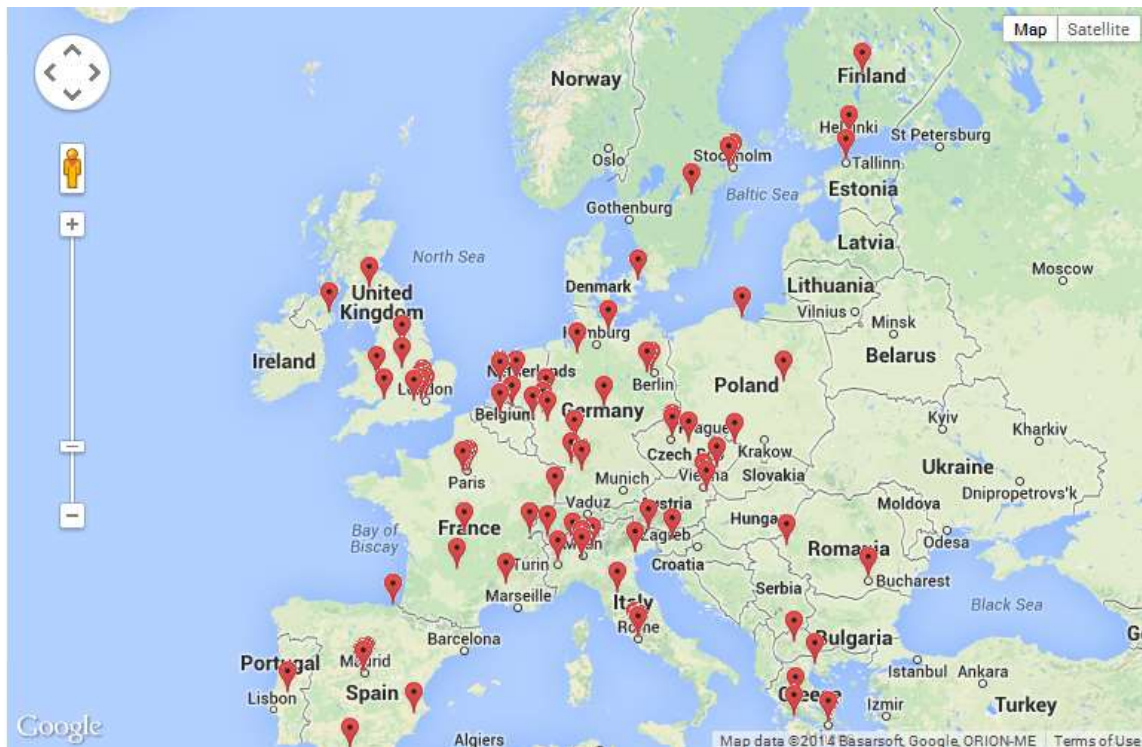 Map
Satellite
Norway
Finland
Helsinki
St Petersburg
Oslo
Stockholm
Tallinn
Baltic Sea
Estonia
Gothenburg
Latvia
North Sea
Moscow
Denmark
Lithuania
United
Kingdom
Vilnius
Minsk
Hamburg
Ireland
Belarus
Netherlands
Berlin
Poland
London
Belgium
Germany
Prague
Kyiv
Kharkiv
Czech Rep
Krakow
Paris
Slovakia
Ukraine
Munich
Vienna
Dnipropetrovs'k
Vaduz
Austria
Moldova
France
Hunga
Bay of
Biscay
Milan
Zagreb
Romania
Odesa
Turin
Croatia
Bucharest
Marseille
Serbia
Italy
Black Sea
Barcelona
Rome
Bulgaria
G
Portugal
Madrid
Istanbul
Ankara
Lisbon
Spain
Greece
Izmir
Turkey
Google
Algiers
Map data ©2014 Basarsoft, Google, ORION-ME
Terms of Use